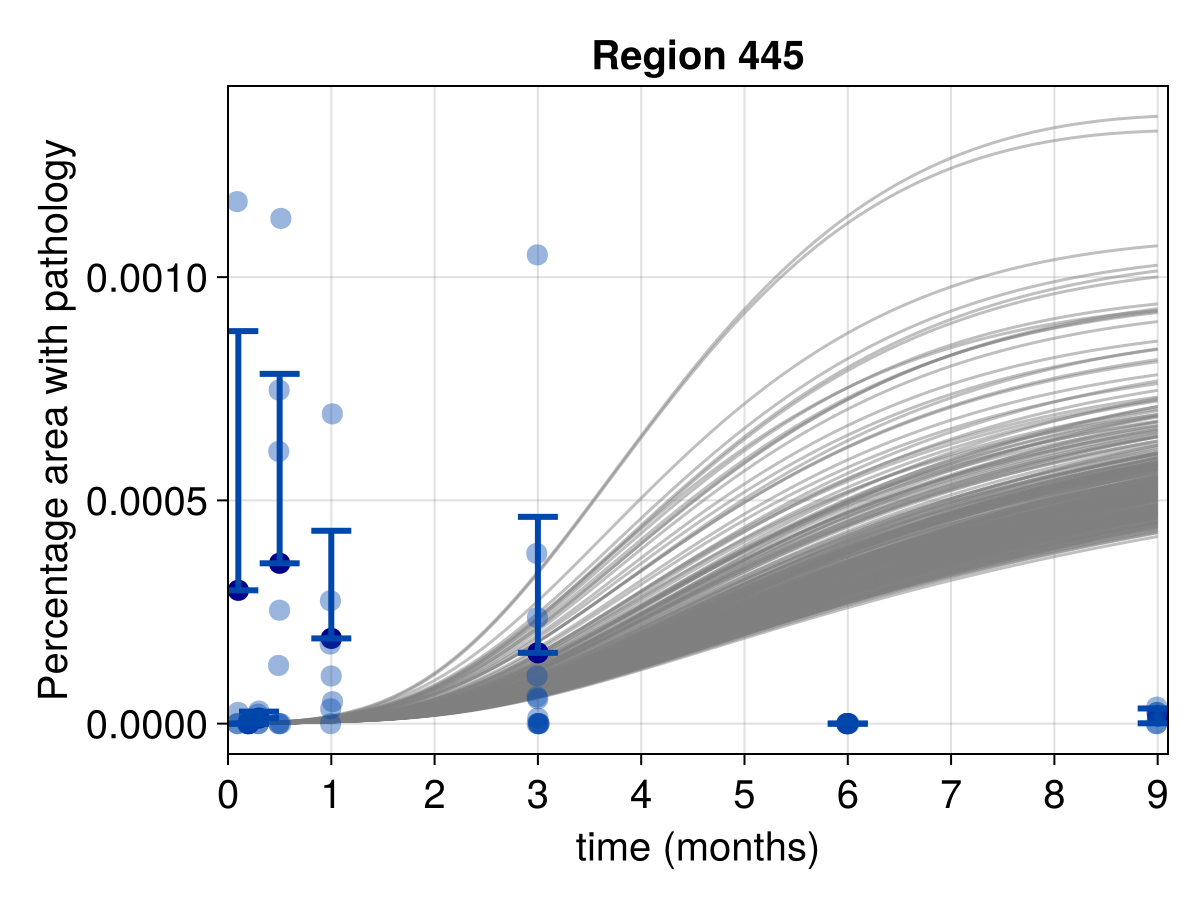 Region 445
Percentage area with pathology
0.0010
0.0005
0.0000
0 1 2 3 4 5 6 7 8 9
time (months)